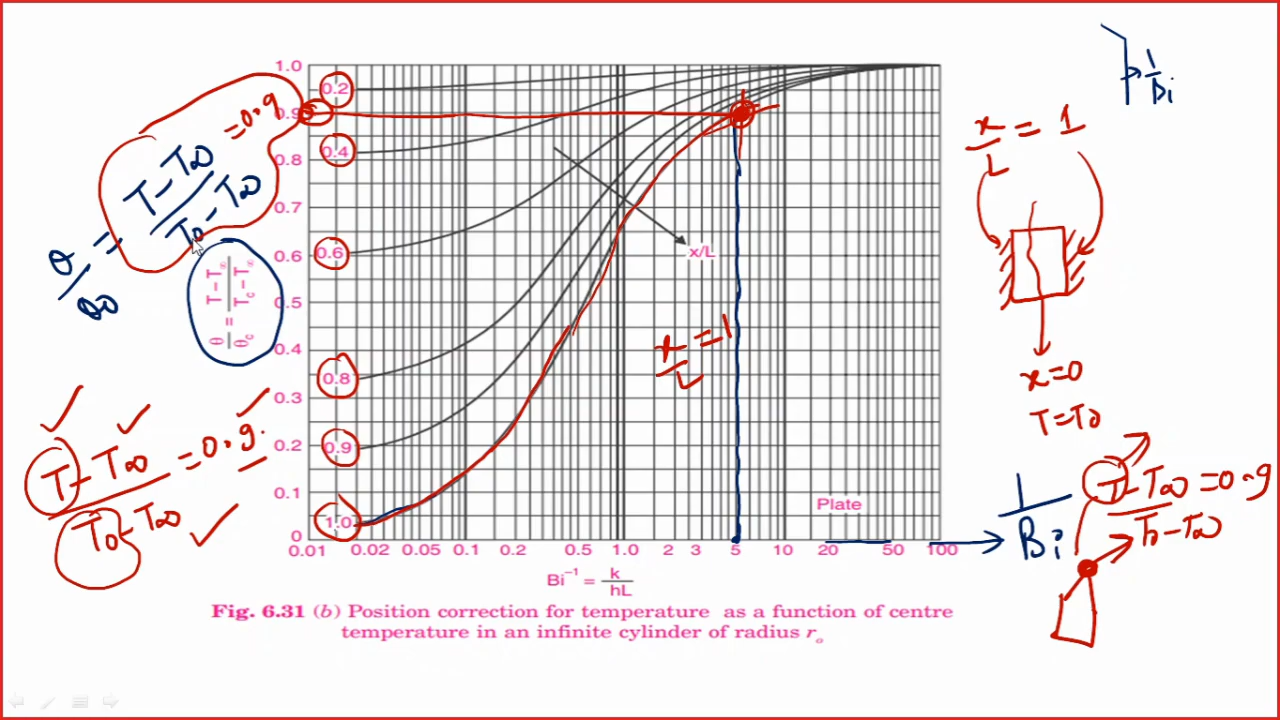 1.0
0.9
0.8
0.7
0.6
0.5
0.4
0.3
0.2
0.1
0
0.2
0.4
0.6
0.8
0.9
1.0
x/L
Plate
0.01 0.02 0.05 0.1 0.2 0.5 1.0 2 3 5 10 20 50 100
Bi⁻¹ = k/hL
Fig. 6.31 (b) Position correction for temperature as a function of centre
temperature in an infinite cylinder of radius rₒ
θ/θc = T – T∞/Tc – T∞
θ/θ0 = T – T∞/T0 – T∞ = 0.9
T – T∞/T0 – T∞ = 0.9
x/L = 1
1/Bi
x/L = 1
x=0
T=T0
1/Bi
T – T∞/T0 – T∞ = 0.9